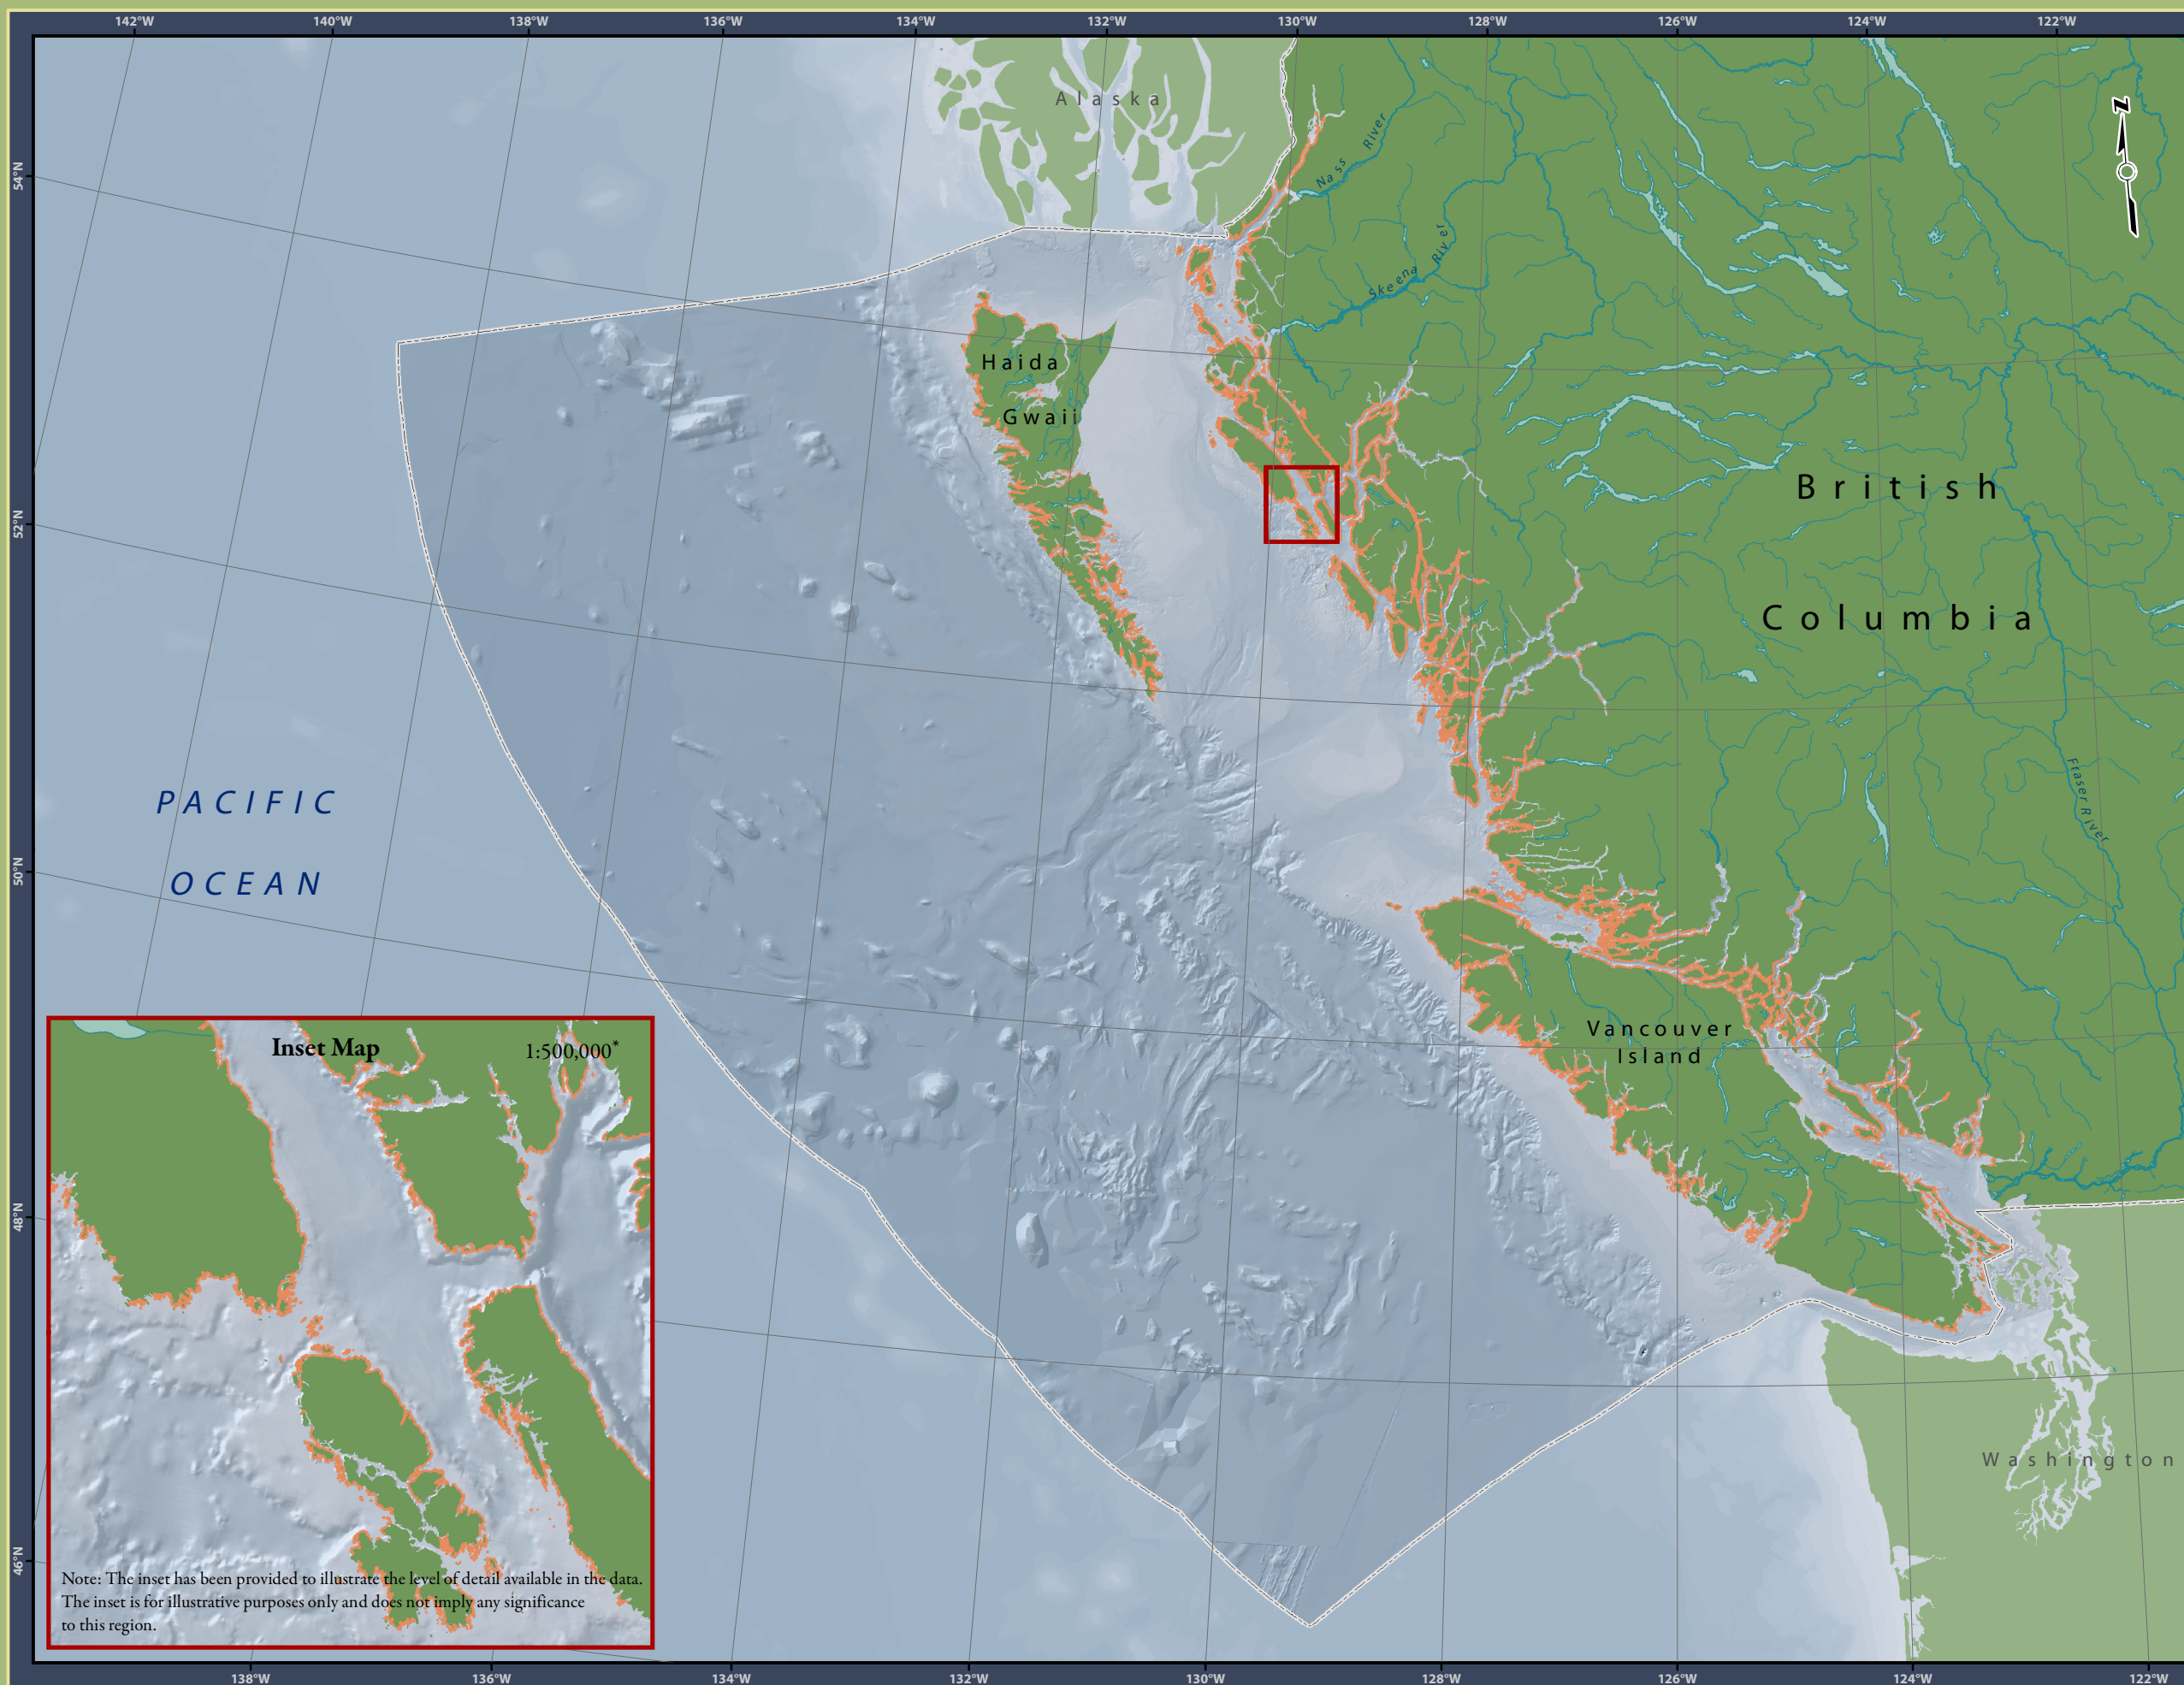 142°W 140°W 138°W 136°W 134°W 132°W 130°W 128°W 126°W 124°W 122°W
Alaska
N
Nass River
54°N
Skeena River
Haida
Gwaii
British
52°N
Columbia
Fraser River
PACIFIC
50°N
OCEAN
Vancouver
Island
Inset Map
1:500,000*
48°N
Washington
46°N
Note: The inset has been provided to illustrate the level of detail available in the data.
The inset is for illustrative purposes only and does not imply any significance
to this region.
138°W 136°W 134°W 132°W 130°W 128°W 126°W 124°W 122°W